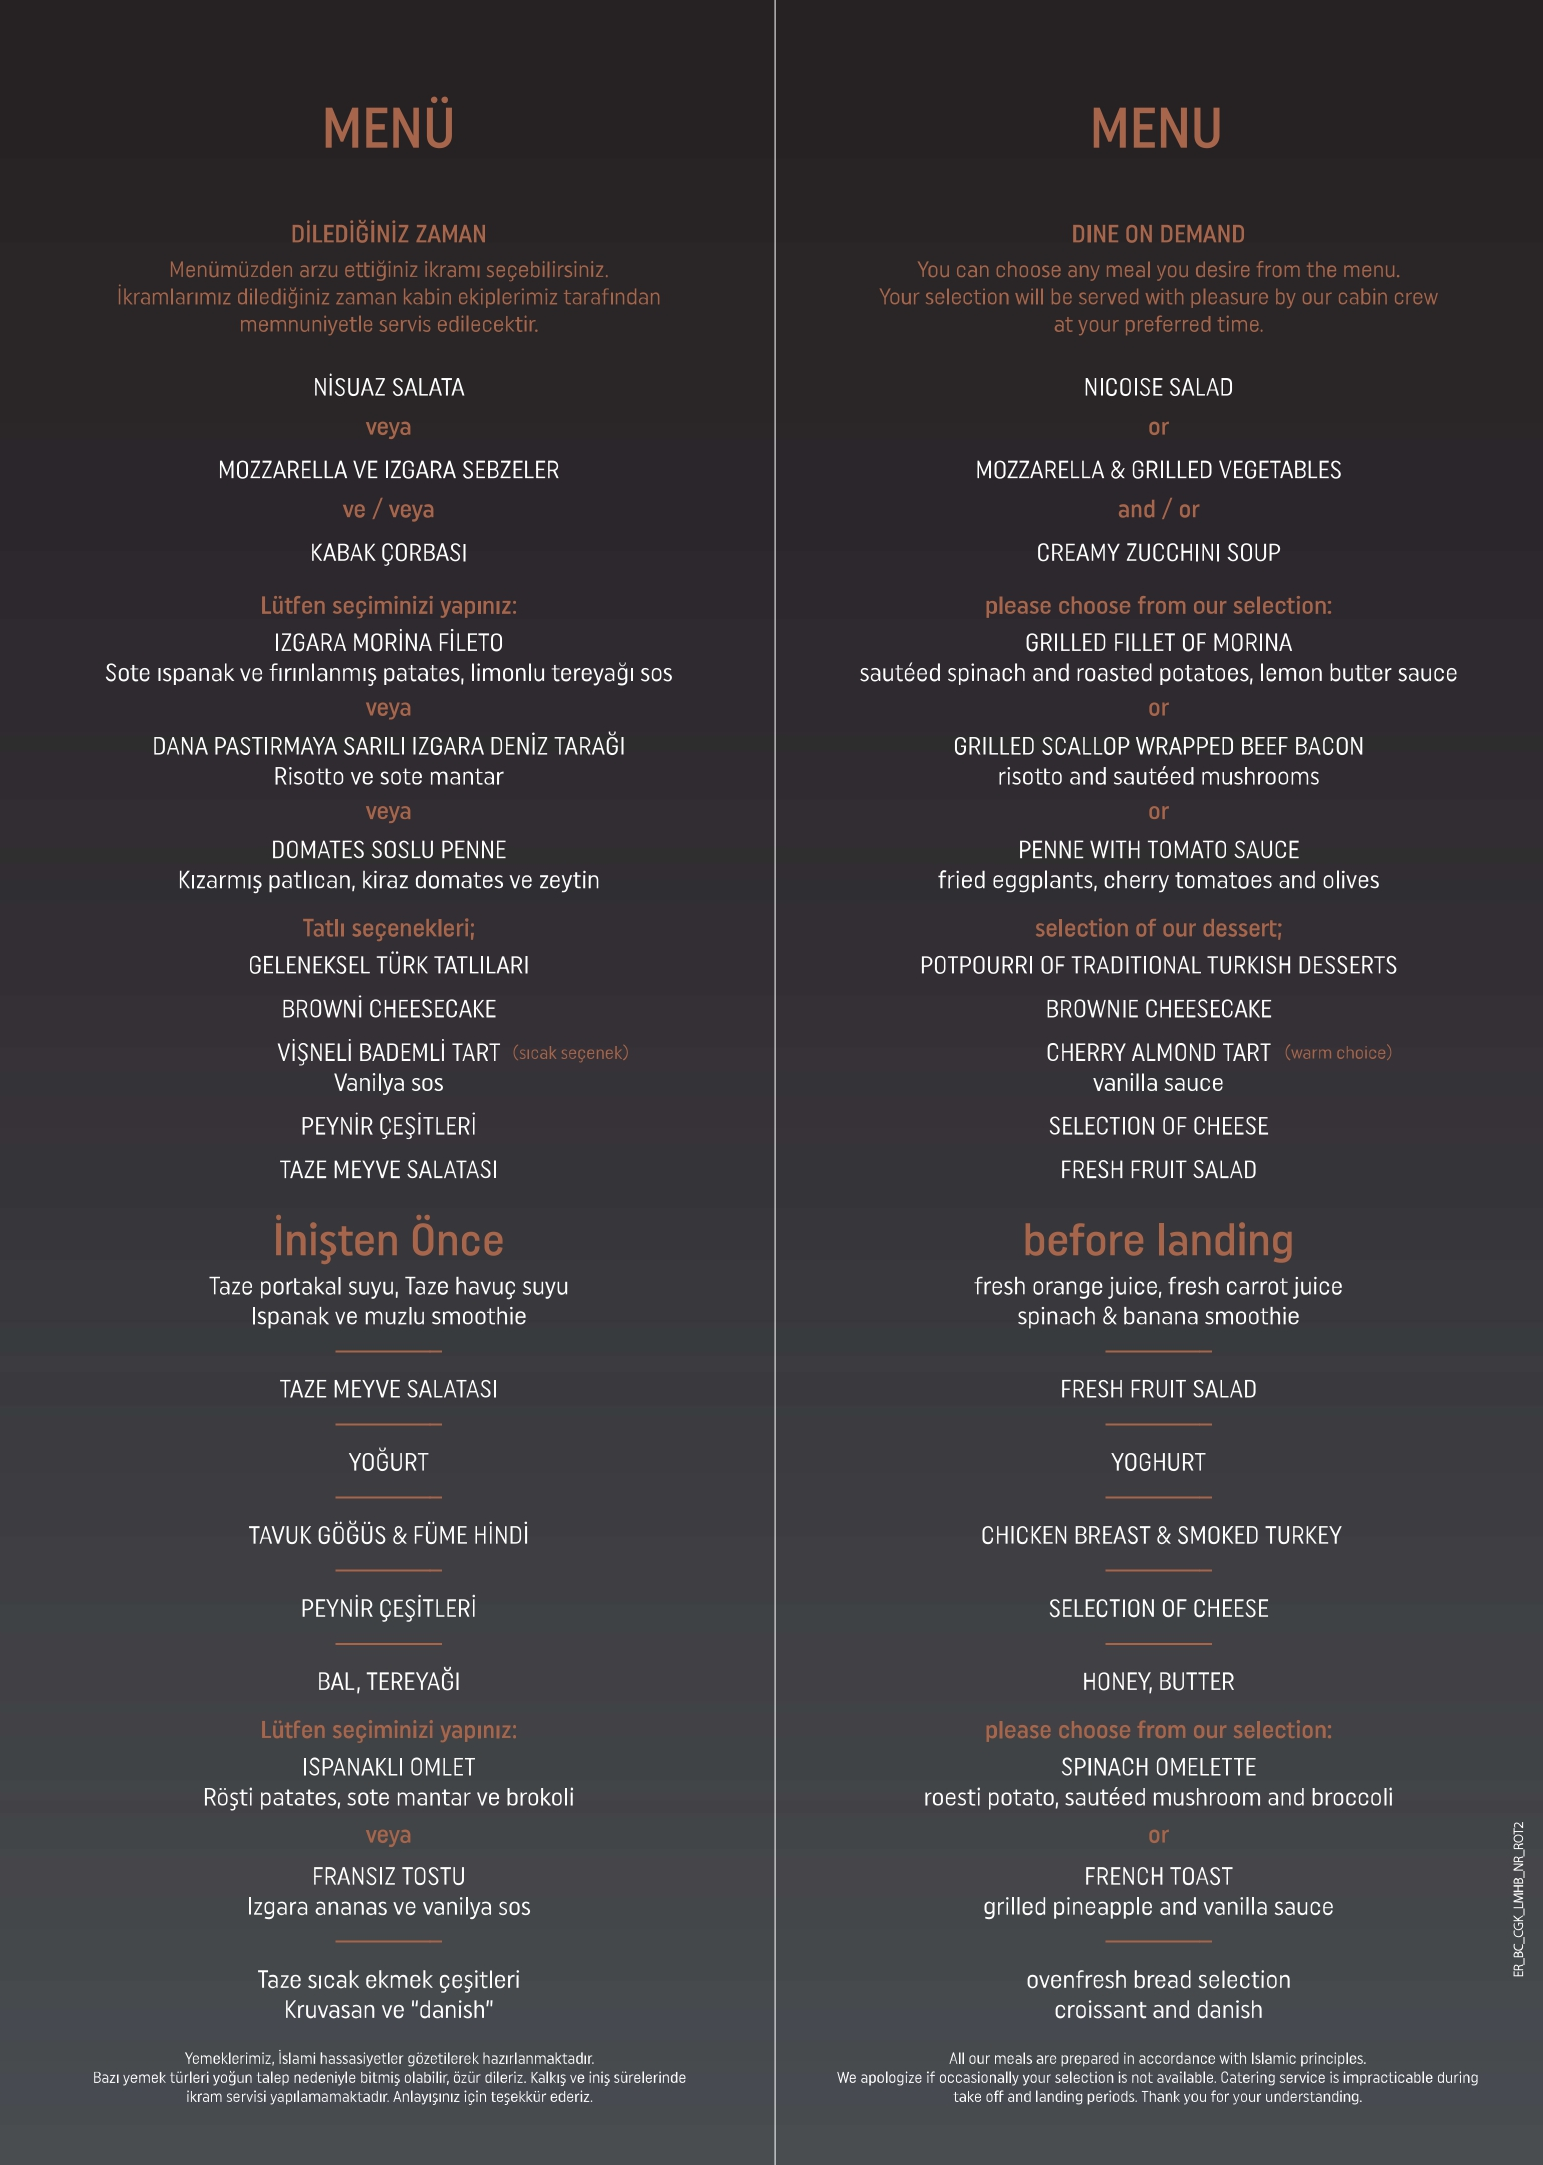 MENÜ
DİLEDİĞİNİZ ZAMAN
Menümüzden arzu ettiğiniz ikramı seçebilirsiniz.
İkramlarımız dilediğiniz zaman kabin ekiplerimiz tarafından
memnuniyetle servis edilecektir.
NİSUAZ SALATA
veya
MOZZARELLA VE IZGARA SEBZELER
ve / veya
KABAK ÇORBASI
Lütfen seçiminizi yapınız:
IZGARA MORİNA FİLETO
Sote ıspanak ve fırınlanmış patates, limonlu tereyağı sos
veya
DANA PASTIRMAYA SARILI IZGARA DENİZ TARAĞI
Risotto ve sote mantar
veya
DOMATES SOSLU PENNE
Kızarmış patlıcan, kiraz domates ve zeytin
Tatlı seçenekleri;
GELENEKSEL TÜRK TATLILARI
BROWNİ CHEESECAKE
VİŞNELİ BADEMLİ TART (sıcak seçenek)
Vanilya sos
PEYNİR ÇEŞİTLERİ
TAZE MEYVE SALATASI
İnişten Önce
Taze portakal suyu, Taze havuç suyu
Ispanak ve muzlu smoothie
TAZE MEYVE SALATASI
YOĞURT
TAVUK GÖĞÜS & FÜME HİNDİ
PEYNİR ÇEŞİTLERİ
BAL, TEREYAĞI
Lütfen seçiminizi yapınız:
ISPANAKLI OMLET
Röşti patates, sote mantar ve brokoli
veya
FRANSIZ TOSTU
Izgara ananas ve vanilya sos
Taze sıcak ekmek çeşitleri
Kruvasan ve “danish”
Yemeklerimiz, İslami hassasiyetler gözetilerek hazırlanmaktadır.
Bazı yemek türleri yoğun talep nedeniyle bitmiş olabilir, özür dileriz. Kalkış ve iniş sürelerinde
ikram servisi yapılamamaktadır. Anlayışınız için teşekkür ederiz.
MENU
DINE ON DEMAND
You can choose any meal you desire from the menu.
Your selection will be served with pleasure by our cabin crew
at your preferred time.
NICOISE SALAD
or
MOZZARELLA & GRILLED VEGETABLES
and / or
CREAMY ZUCCHINI SOUP
please choose from our selection:
GRILLED FILLET OF MORINA
sautéed spinach and roasted potatoes, lemon butter sauce
or
GRILLED SCALLOP WRAPPED BEEF BACON
risotto and sautéed mushrooms
or
PENNE WITH TOMATO SAUCE
fried eggplants, cherry tomatoes and olives
selection of our dessert;
POTPOURRI OF TRADITIONAL TURKISH DESSERTS
BROWNIE CHEESECAKE
CHERRY ALMOND TART (warm choice)
vanilla sauce
SELECTION OF CHEESE
FRESH FRUIT SALAD
before landing
fresh orange juice, fresh carrot juice
spinach & banana smoothie
FRESH FRUIT SALAD
YOGHURT
CHICKEN BREAST & SMOKED TURKEY
SELECTION OF CHEESE
HONEY, BUTTER
please choose from our selection:
SPINACH OMELETTE
roesti potato, sautéed mushroom and broccoli
or
FRENCH TOAST
grilled pineapple and vanilla sauce
ovenfresh bread selection
croissant and danish
All our meals are prepared in accordance with Islamic principles.
We apologize if occasionally your selection is not available. Catering service is impracticable during
take off and landing periods. Thank you for your understanding.
ER_BC_CGK_LMHB_NR_ROT2